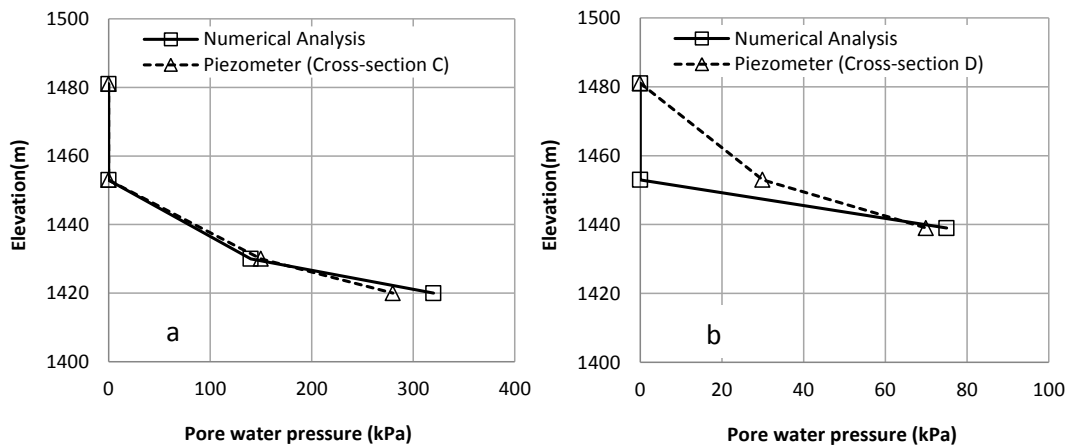 1500
1480
1460
1440
1420
1400
Elevation(m)
Numerical Analysis
Piezometer (Cross-section C)
a
0
100
200
300
400
Pore water pressure (kPa)
1500
1480
1460
1440
1420
1400
Elevation(m)
Numerical Analysis
Piezometer (Cross-section D)
b
0
20
40
60
80
100
Pore water pressure (kPa)